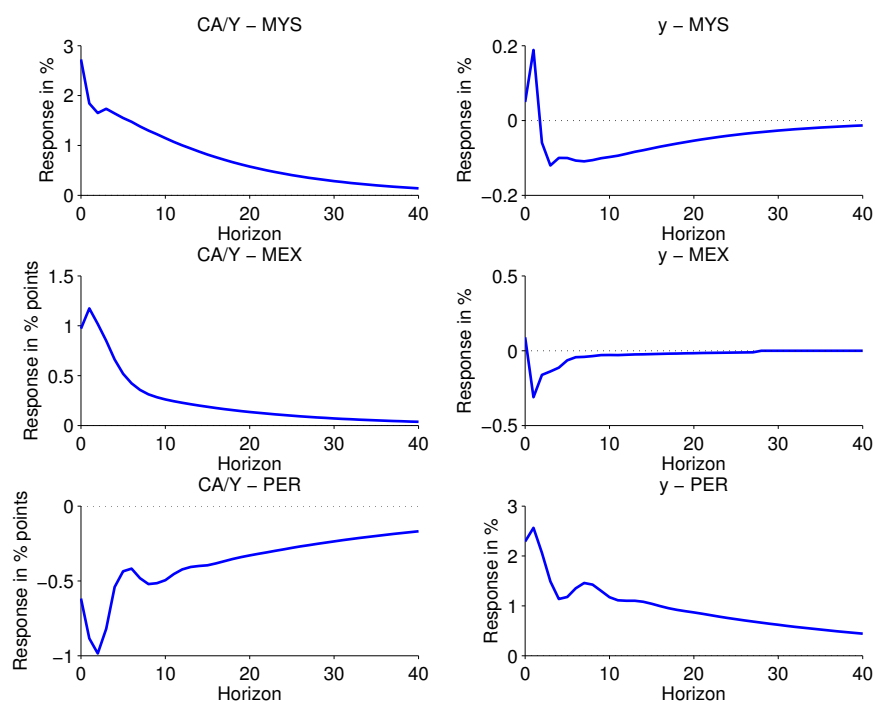 CA/Y − MYS
Response in %
3
2
1
0
0
10
20
30
40
Horizon
y − MYS
Response in %
0.2
0
−0.2
0
10
20
30
40
Horizon
CA/Y − MEX
Response in % points
1.5
1
0.5
0
0
10
20
30
40
Horizon
y − MEX
Response in %
0.5
0
−0.5
0
10
20
30
40
Horizon
CA/Y − PER
Response in % points
0
−0.5
−1
0
10
20
30
40
Horizon
y − PER
Response in %
3
2
1
0
0
10
20
30
40
Horizon